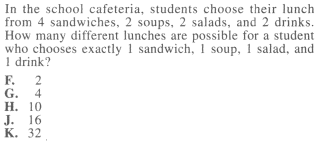 In the school cafeteria, students choose their lunch
from 4 sandwiches, 2 soups, 2 salads, and 2 drinks.
How many different lunches are possible for a student
who chooses exactly 1 sandwich, 1 soup, 1 salad, and
1 drink?
F. 2
G. 4
H. 10
J. 16
K. 32